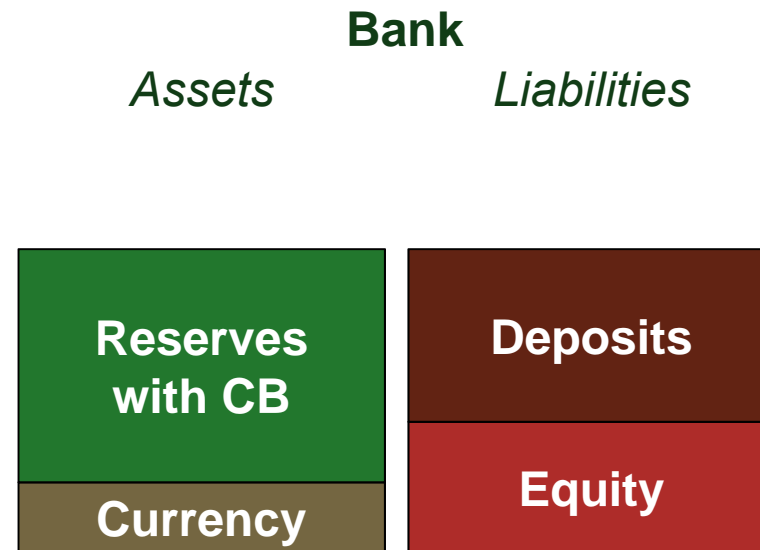 Bank
Assets
Liabilities
Reserves
with CB
Currency
Deposits
Equity